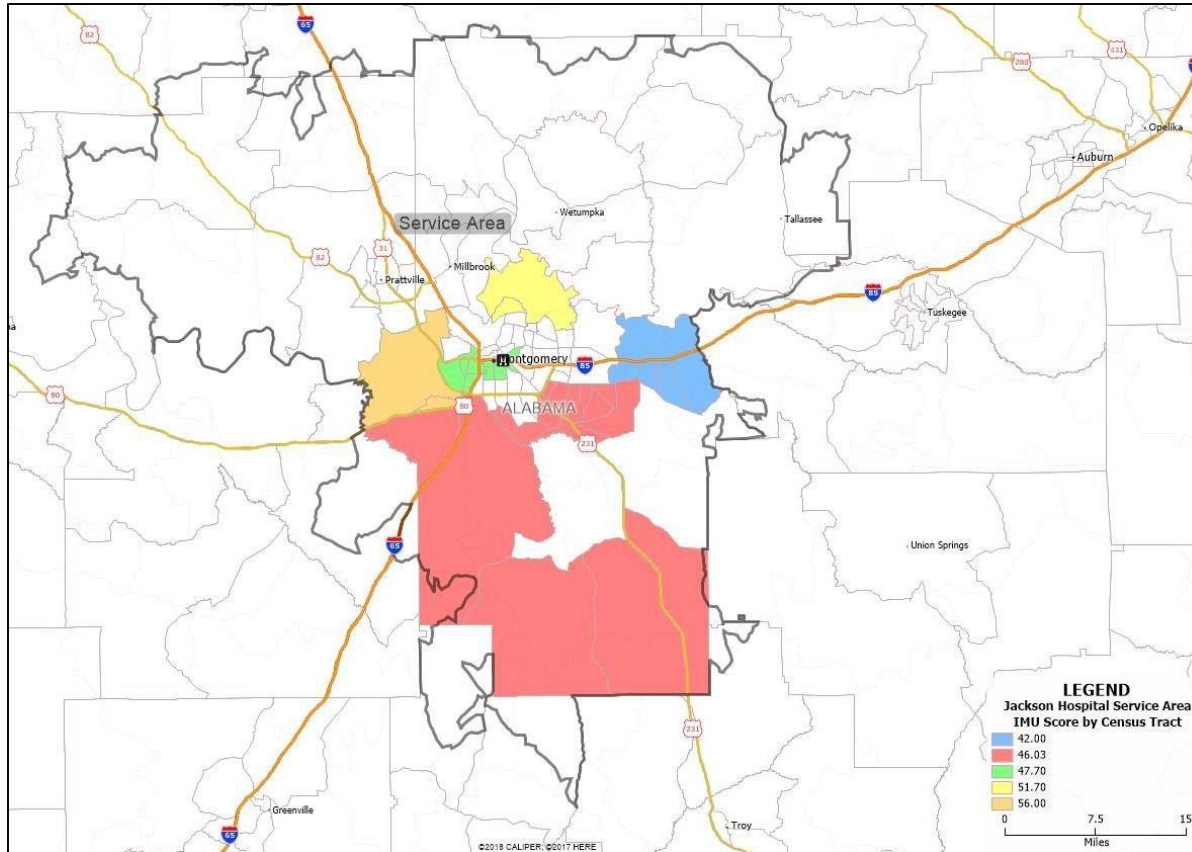 82
65
431
280
Opelika
Auburn
Wetumpka
Tallassee
Service Area
31
82
Prattville
Millbrook
85
Tuskegee
Montgomery
H
85
80
80
ALABAMA
231
65
Union Springs
231
Greenville
65
Troy
LEGEND
Jackson Hospital Service Area
IMU Score by Census Tract
42.00
46.03
47.70
51.70
56.00
0 7.5 15
Miles
©2018 CALIPER; ©2017 HERE